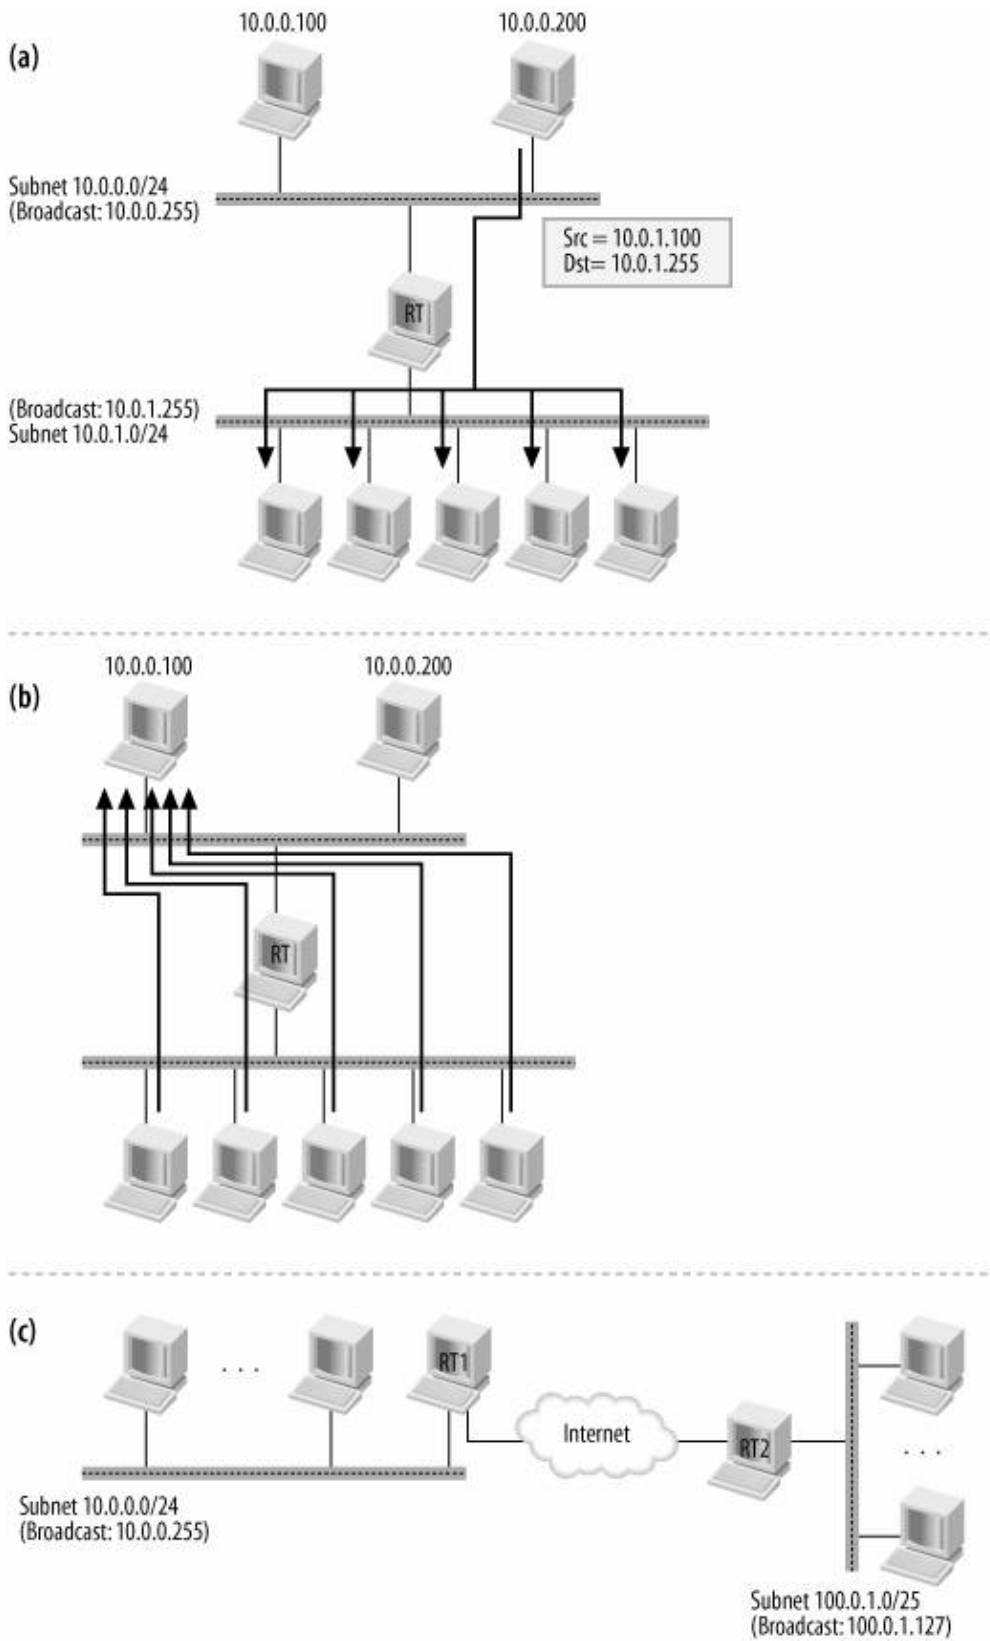 10.0.0.100
10.0.0.200
(a)
Subnet 10.0.0.0/24
(Broadcast: 10.0.0.255)
Src = 10.0.1.100
Dst= 10.0.1.255
RT
(Broadcast: 10.0.1.255)
Subnet 10.0.1.0/24
10.0.0.100
10.0.0.200
(b)
RT
(c)
RT1
Internet
RT2
. . .
. . .
Subnet 10.0.0.0/24
(Broadcast: 10.0.0.255)
Subnet 100.0.1.0/25
(Broadcast: 100.0.1.127)